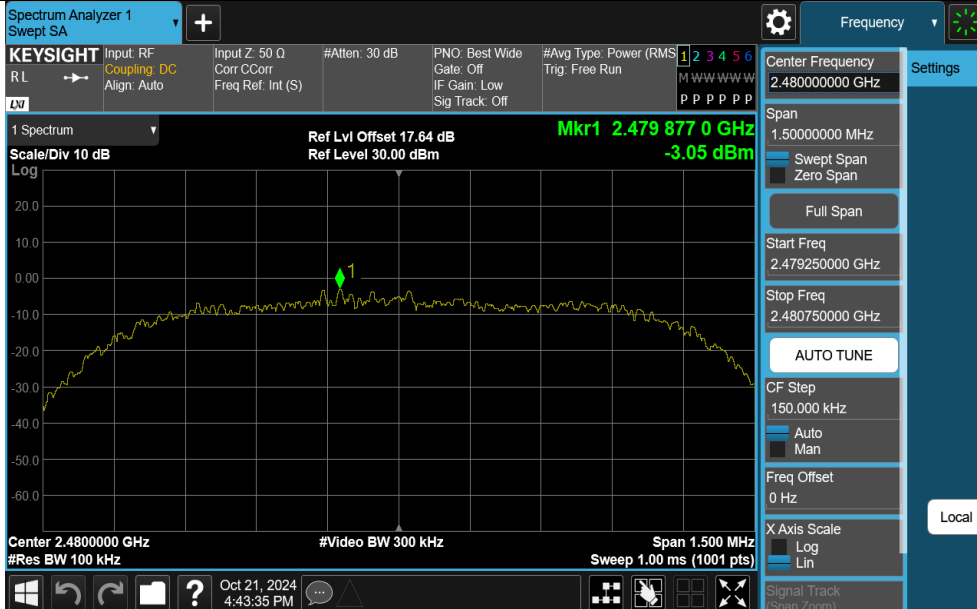 Spectrum Analyzer 1
Swept SA
Frequency
KEYSIGHT
R L
LXI
Input: RF
Coupling: DC
Align: Auto
Input Z: 50 Ω
Corr CCorr
Freq Ref: Int (S)
#Atten: 30 dB
PNO: Best Wide
Gate: Off
IF Gain: Low
Sig Track: Off
#Avg Type: Power (RMS
Trig: Free Run
1 2 3 4 5 6
M W W W W W
P P P P P P
1 Spectrum
Scale/Div 10 dB
Log
Ref Lvl Offset 17.64 dB
Ref Level 30.00 dBm
Mkr1 2.479 877 0 GHz
-3.05 dBm
20.0
10.0
0.00
-10.0
-20.0
-30.0
-40.0
-50.0
-60.0
1
Center 2.4800000 GHz
#Res BW 100 kHz
#Video BW 300 kHz
Span 1.500 MHz
Sweep 1.00 ms (1001 pts)
Oct 21, 2024
4:43:35 PM
Center Frequency
2.480000000 GHz
Settings
Span
1.50000000 MHz
Swept Span
Zero Span
Full Span
Start Freq
2.479250000 GHz
Stop Freq
2.480750000 GHz
AUTO TUNE
CF Step
150.000 kHz
Auto
Man
Freq Offset
0 Hz
Local
X Axis Scale
Log
Lin
Signal Track
(Span Zoom)